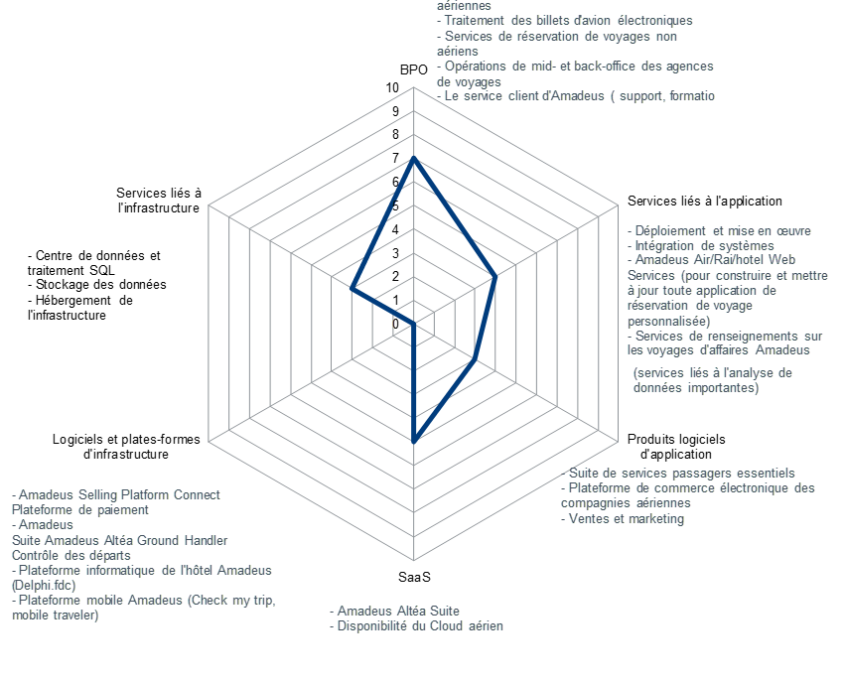 aériennes
- Traitement des billets d'avion électroniques
- Services de réservation de voyages non
aériens
- Opérations de mid- et back-office des agences
de voyages
- Le service client d'Amadeus ( support, formatio
BPO
10
9
8
7
6
5
4
3
2
1
0
Services liés à
l'infrastructure
- Centre de données et
traitement SQL
- Stockage des données
- Hébergement de
l'infrastructure
Services liés à l'application
- Déploiement et mise en œuvre
- Intégration de systèmes
- Amadeus Air/Rai/hotel Web
Services (pour construire et mettre
à jour toute application de
réservation de voyage
personnalisée)
- Services de renseignements sur
les voyages d'affaires Amadeus
(services liés à l'analyse de
données importantes)
Logiciels et plates-formes
d'infrastructure
- Amadeus Selling Platform Connect
Plateforme de paiement
- Amadeus
Suite Amadeus Altéa Ground Handler
Contrôle des départs
- Plateforme informatique de l'hôtel Amadeus
(Delphi.fdc)
- Plateforme mobile Amadeus (Check my trip,
mobile traveler)
Produits logiciels
d'application
- Suite de services passagers essentiels
- Plateforme de commerce électronique des
compagnies aériennes
- Ventes et marketing
SaaS
- Amadeus Altéa Suite
- Disponibilité du Cloud aérien